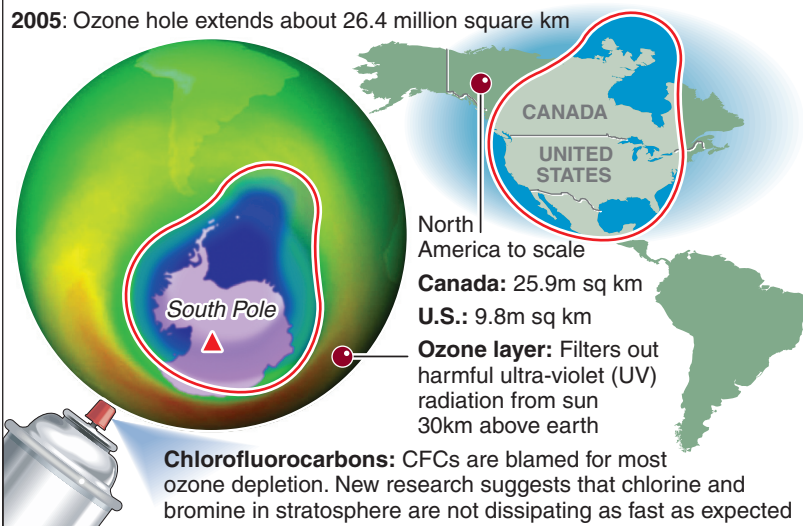 2005: Ozone hole extends about 26.4 million square km
CANADA
UNITED
STATES
North
America to scale
Canada: 25.9m sq km
U.S.: 9.8m sq km
South Pole
Ozone layer: Filters out
harmful ultra-violet (UV)
radiation from sun
30km above earth
Chlorofluorocarbons: CFCs are blamed for most
ozone depletion. New research suggests that chlorine and
bromine in stratosphere are not dissipating as fast as expected